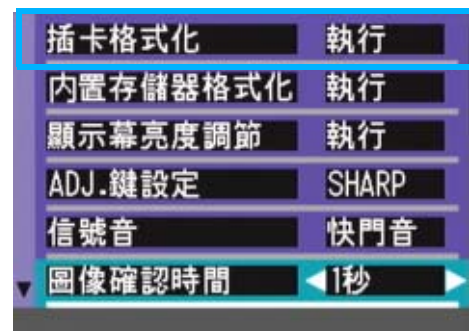 插卡格式化 執行
内置存儲器格式化 執行
顯示幕亮度調節 執行
ADJ.鍵設定 SHARP
信號音 快門音
圖像確認時間 1秒